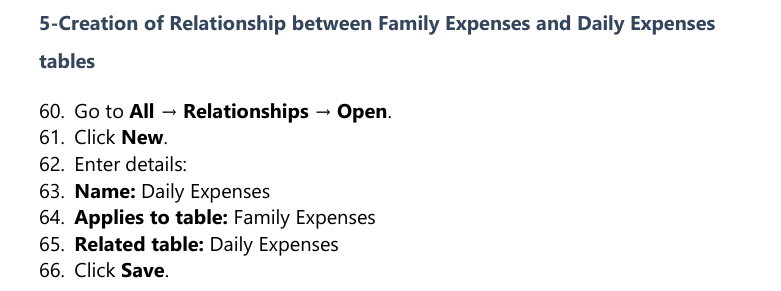 5-Creation of Relationship between Family Expenses and Daily Expenses
tables
60. Go to All → Relationships → Open.
61. Click New.
62. Enter details:
63. Name: Daily Expenses
64. Applies to table: Family Expenses
65. Related table: Daily Expenses
66. Click Save.